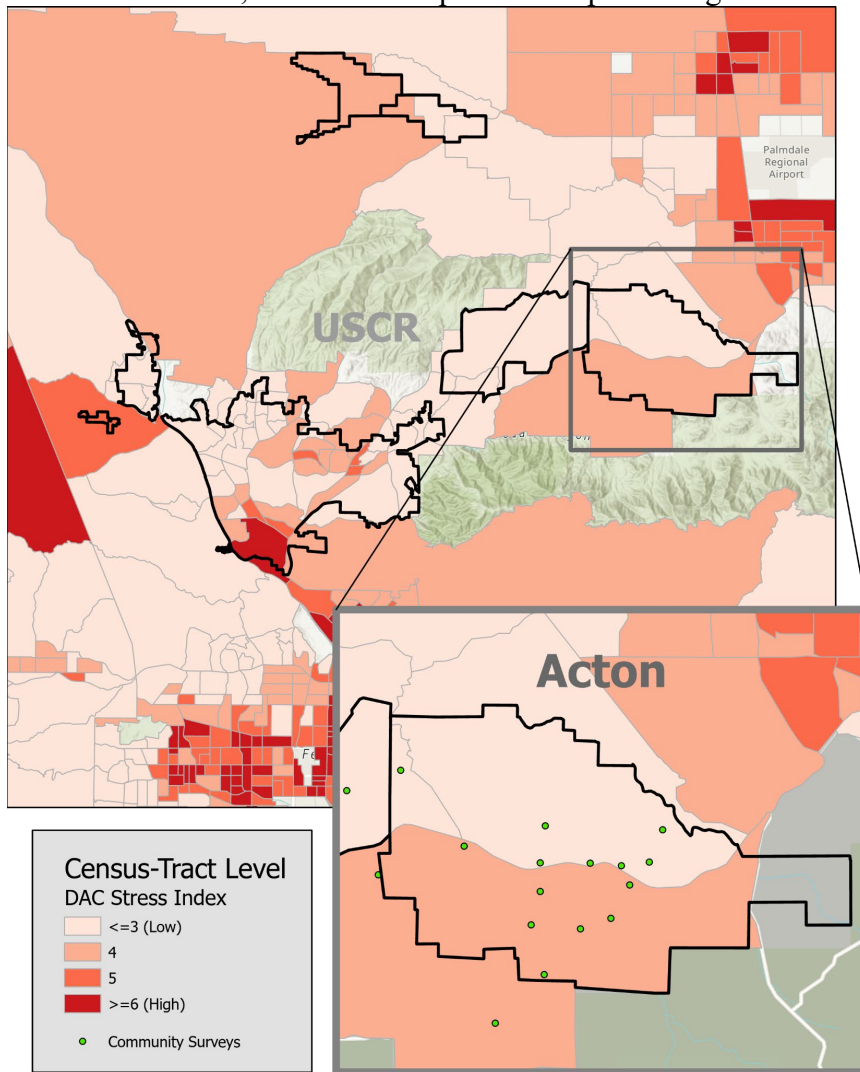 Palmdale
Regional
Airport
USCR
Fe
Acton
Census-Tract Level
DAC Stress Index
<=3 (Low)
4
5
>=6 (High)
Community Surveys